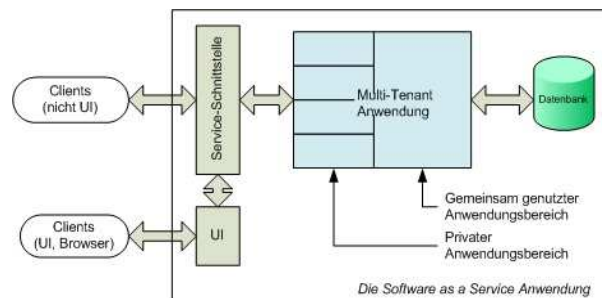 Clients
(nicht UI)
Service-Schnittstelle
Multi-Tenant
Anwendung
Datenbank
Clients
(UI, Browser)
UI
Gemeinsam genutzter
Anwendungsbereich
Privater
Anwendungsbereich
Die Software as a Service Anwendung